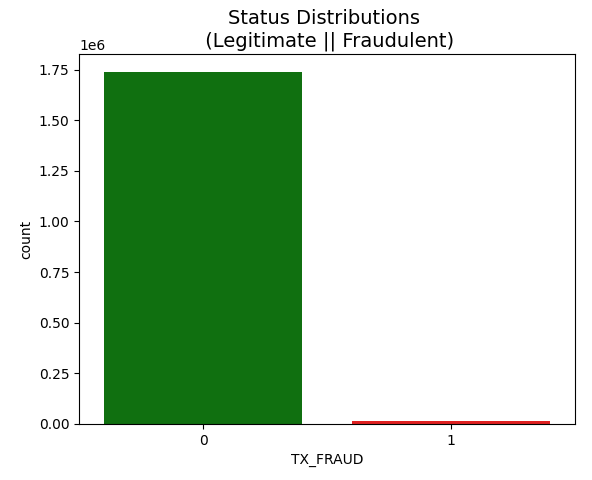 Status Distributions
(Legitimate || Fraudulent)
1e6
1.75
1.50
1.25
1.00
0.75
0.50
0.25
0.00
count
0
1
TX_FRAUD